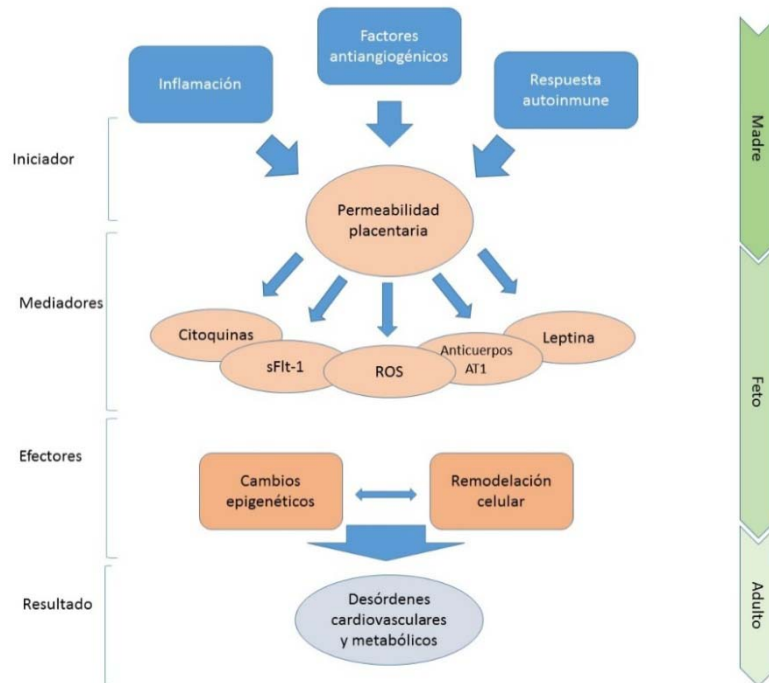 Factores
antiangiogénicos
Inflamación
Respuesta
autoinmune
Iniciador
Permeabilidad
placentaria
Mediadores
Citoquinas
sFlt-1
ROS
Anticuerpos
AT1
Leptina
Efectores
Cambios
epigenéticos
Remodelación
celular
Resultado
Desórdenes
cardiovasculares
y metabólicos
Madre
Feto
Adulto